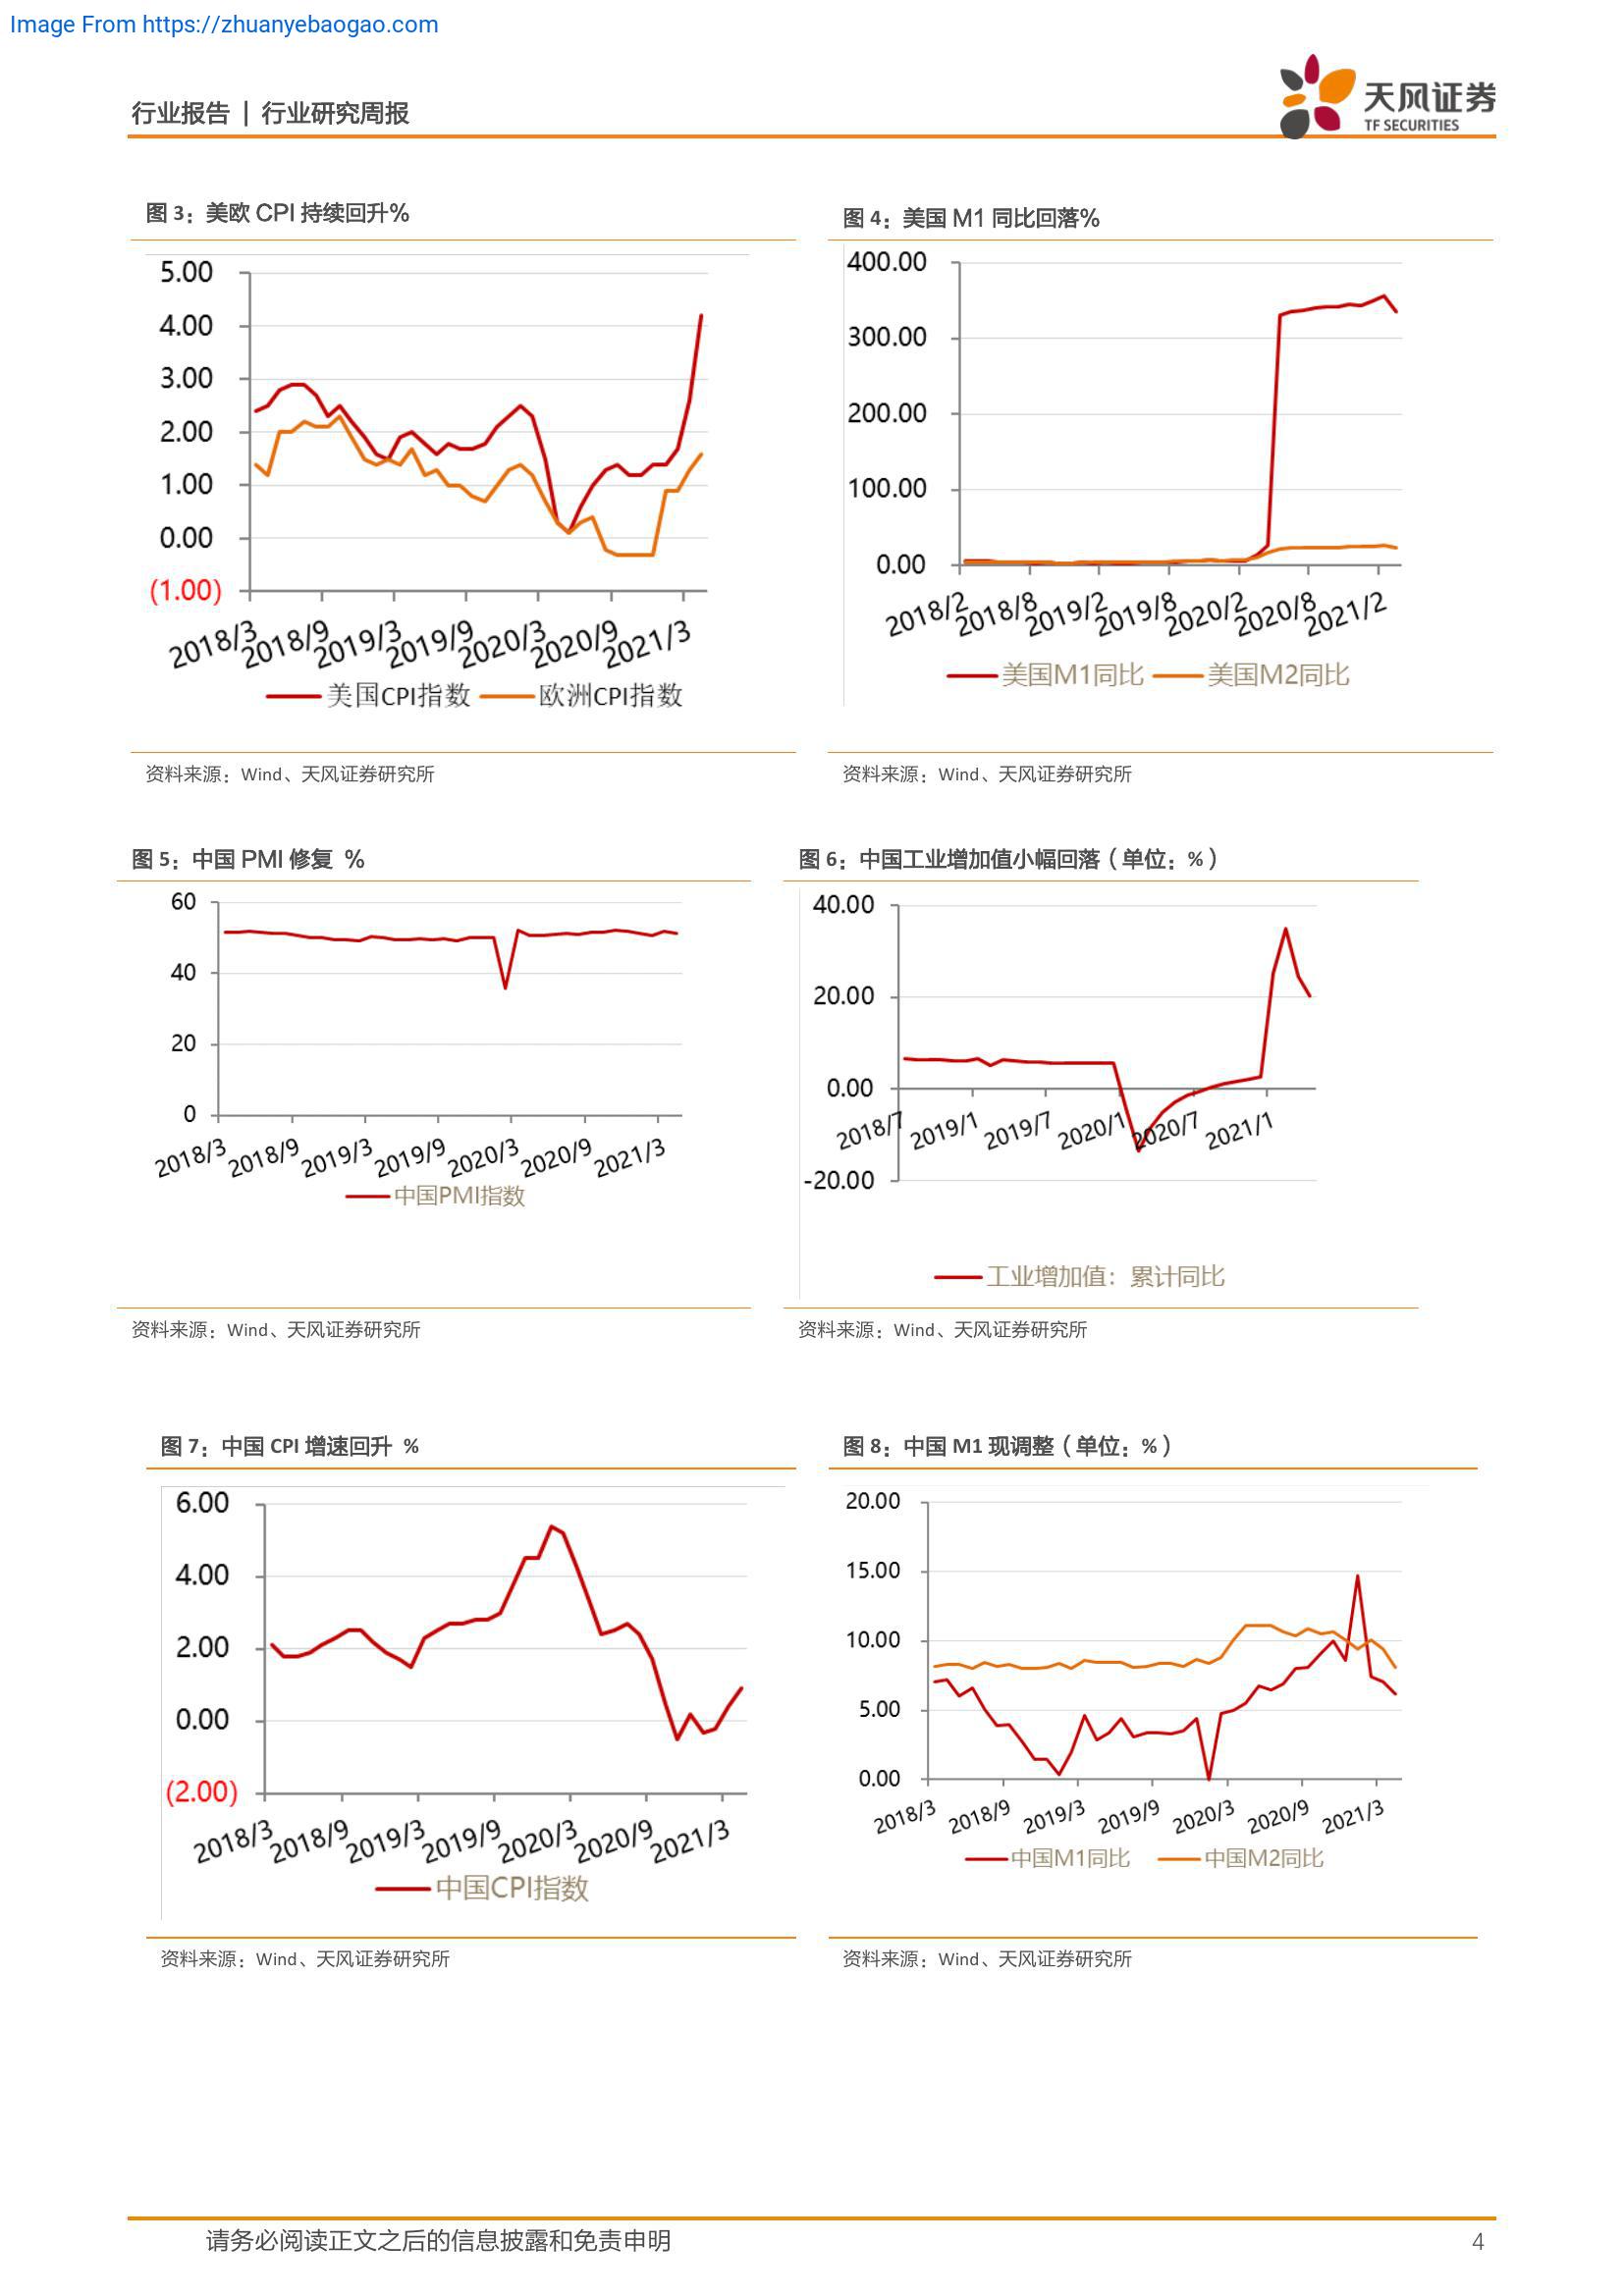 Image From https://zhuanyebaogao.com
行业报告 | 行业研究周报
天风证券
TF SECURITIES
图 3：美欧 CPI 持续回升%
5.00
4.00
3.00
2.00
1.00
0.00
(1.00)
2018/3
2018/9
2019/3
2019/9
2020/3
2020/9
2021/3
美国CPI指数
欧洲CPI指数
资料来源：Wind、天风证券研究所
图 4：美国 M1 同比回落%
400.00
300.00
200.00
100.00
0.00
2018/2
2018/8
2019/2
2019/8
2020/2
2020/8
2021/2
美国M1同比
美国M2同比
资料来源：Wind、天风证券研究所
图 5：中国 PMI 修复 %
60
40
20
0
2018/3
2018/9
2019/3
2019/9
2020/3
2020/9
2021/3
中国PMI指数
资料来源：Wind、天风证券研究所
图 6：中国工业增加值小幅回落（单位：%）
40.00
20.00
0.00
-20.00
2018/7
2019/1
2019/7
2020/1
2020/7
2021/1
工业增加值：累计同比
资料来源：Wind、天风证券研究所
图 7：中国 CPI 增速回升 %
6.00
4.00
2.00
0.00
(2.00)
2018/3
2018/9
2019/3
2019/9
2020/3
2020/9
2021/3
中国CPI指数
资料来源：Wind、天风证券研究所
图 8：中国 M1 现调整（单位：%）
20.00
15.00
10.00
5.00
0.00
2018/3
2018/9
2019/3
2019/9
2020/3
2020/9
2021/3
中国M1同比
中国M2同比
资料来源：Wind、天风证券研究所
请务必阅读正文之后的信息披露和免责申明
4